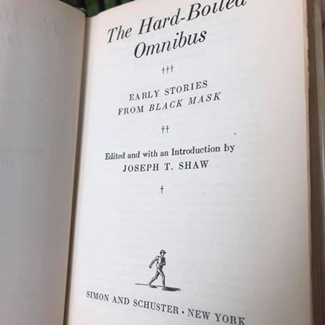 The Hard-Boiled
Omnibus
†††
EARLY STORIES
FROM BLACK MASK
††
Edited and with an Introduction by
JOSEPH T. SHAW
†
SIMON AND SCHUSTER • NEW YORK